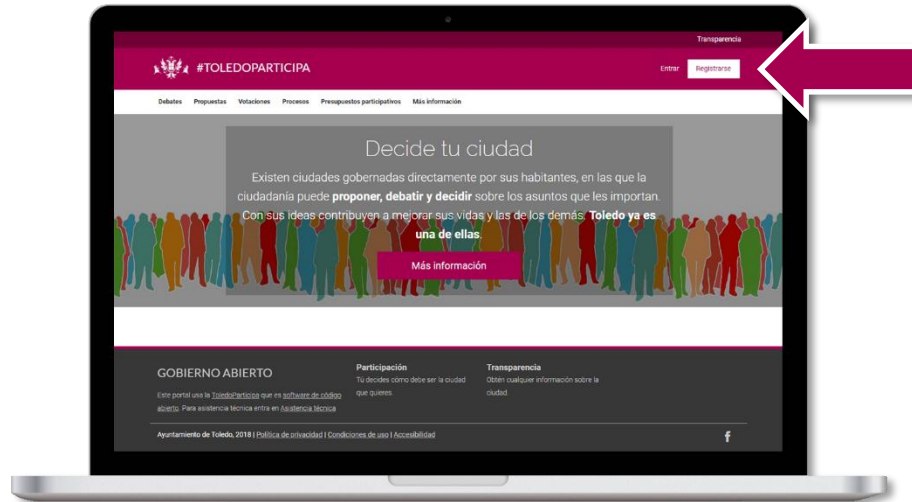 Transparencia
#TOLEDOPARTICIPA
Entrar Registrarse
Debates Propuestas Votaciones Procesos Presupuestos participativos Más información
Decide tu ciudad
Existen ciudades gobernadas directamente por sus habitantes, en las que la
ciudadanía puede proponer, debatir y decidir sobre los asuntos que les importan.
Con sus ideas contribuyen a mejorar sus vidas y las de los demás. Toledo ya es
una de ellas.
Más información
GOBIERNO ABIERTO
Este portal usa la ToledoParticipa que es software de código
abierto. Para asistencia técnica entra en Asistencia técnica
Participación
Tú decides cómo debe ser la ciudad
que quieres.
Transparencia
Obtén cualquier información sobre la
ciudad.
Ayuntamiento de Toledo, 2018 | Política de privacidad | Condiciones de uso | Accesibilidad
f